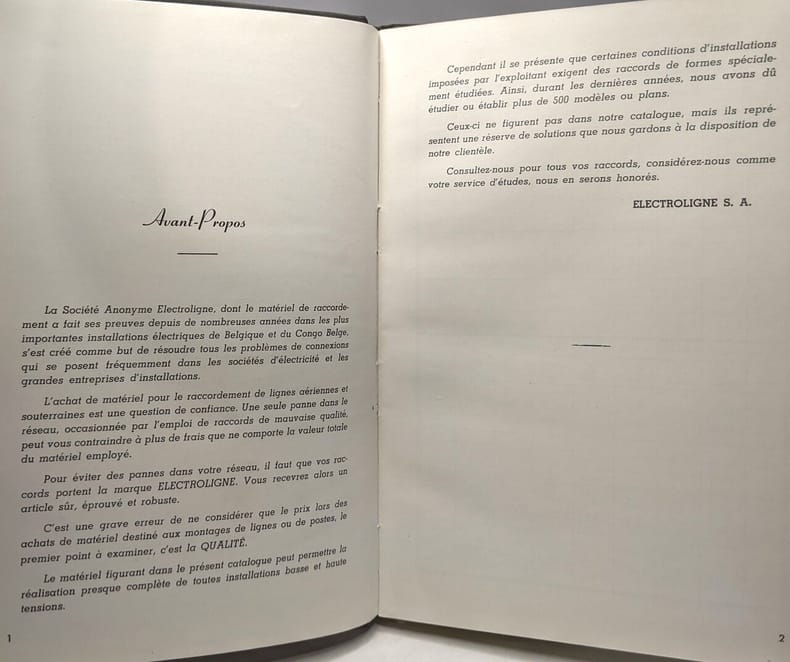 Avant-Propos
La Société Anonyme Electroligne, dont le matériel de raccorde-
ment a fait ses preuves depuis de nombreuses années dans les plus
importantes installations électriques de Belgique et du Congo Belge,
s'est créé comme but de résoudre tous les problèmes de connexions
qui se posent fréquemment dans les sociétés d'électricité et les
grandes entreprises d'installations.
L'achat de matériel pour le raccordement de lignes aériennes et
souterraines est une question de confiance. Une seule panne dans le
réseau, occasionnée par l'emploi de raccords de mauvaise qualité,
peut vous contraindre à plus de frais que ne comporte la valeur totale
du matériel employé.
Pour éviter des pannes dans votre réseau, il faut que vos rac-
cords portent la marque ELECTROLIGNE. Vous recevrez alors un
article sûr, éprouvé et robuste.
C'est une grave erreur de ne considérer que le prix lors des
achats de matériel destiné aux montages de lignes ou de postes, le
premier point à examiner, c'est la QUALITÉ.
Le matériel figurant dans le présent catalogue peut permettre la
réalisation presque complète de toutes installations basse et haute
tensions.
1
Cependant il se présente que certaines conditions d'installations
imposées par l'exploitant exigent des raccords de formes spéciale-
ment étudiées. Ainsi, durant les dernières années, nous avons dû
étudier ou établir plus de 500 modèles ou plans.
Ceux-ci ne figurent pas dans notre catalogue, mais ils repré-
sentent une réserve de solutions que nous gardons à la disposition de
notre clientèle.
Consultez-nous pour tous vos raccords, considérez-nous comme
votre service d'études, nous en serons honorés.
ELECTROLIGNE S. A.
2